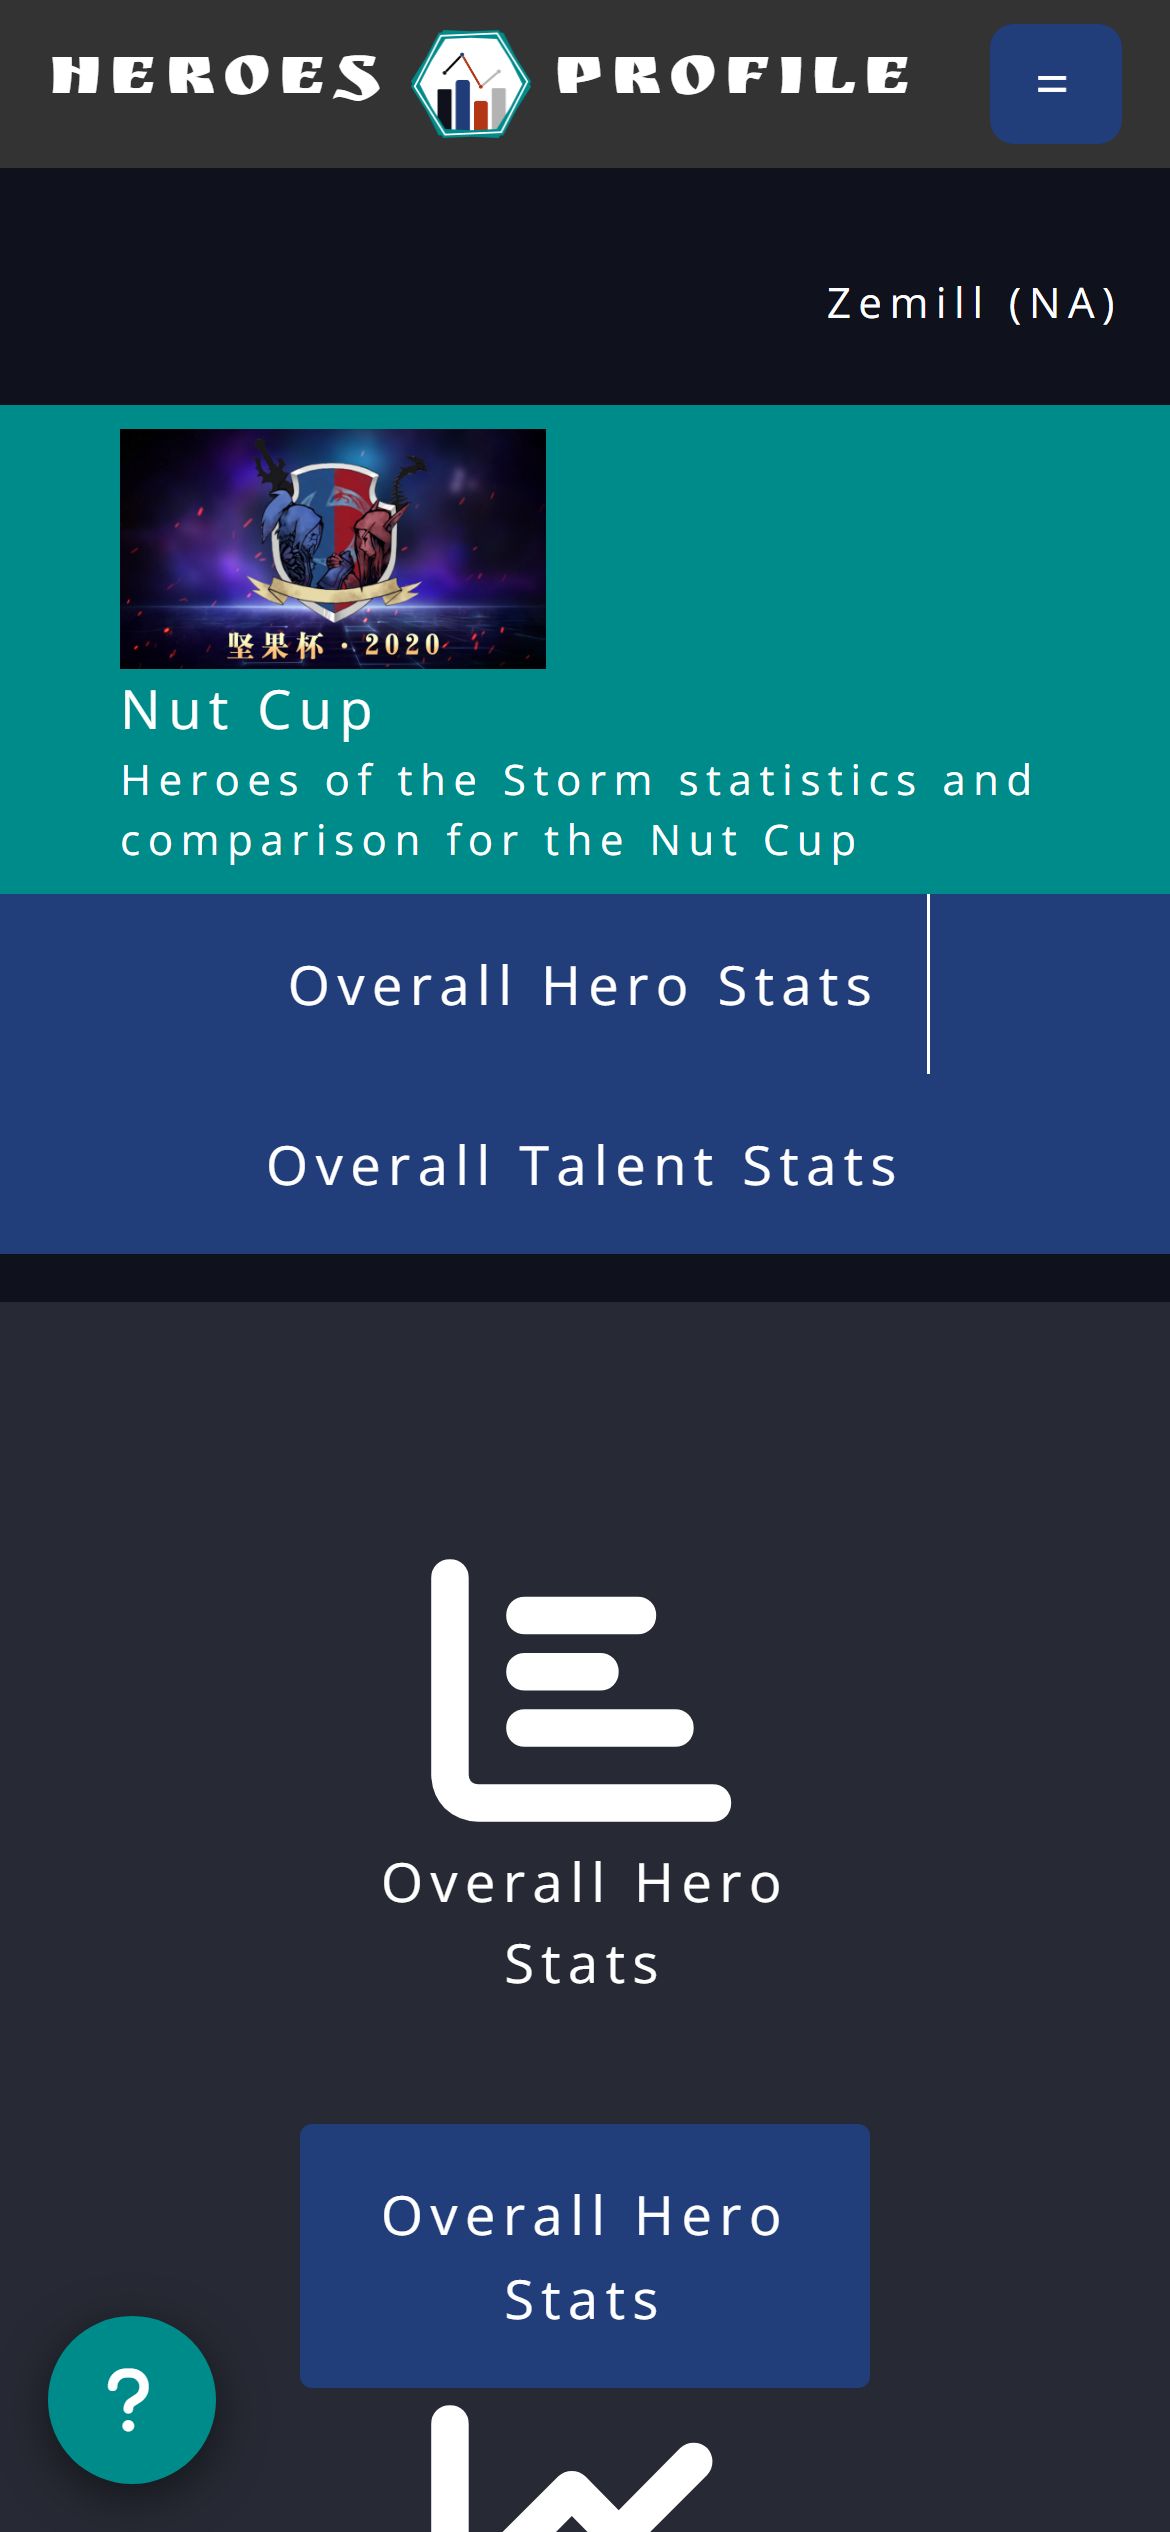 HEROES PROFILE
=
Zemill (NA)
坚果杯·2020
Nut Cup
Heroes of the Storm statistics and
comparison for the Nut Cup
Overall Hero Stats
Overall Talent Stats
Overall Hero
Stats
Overall Hero
Stats
?